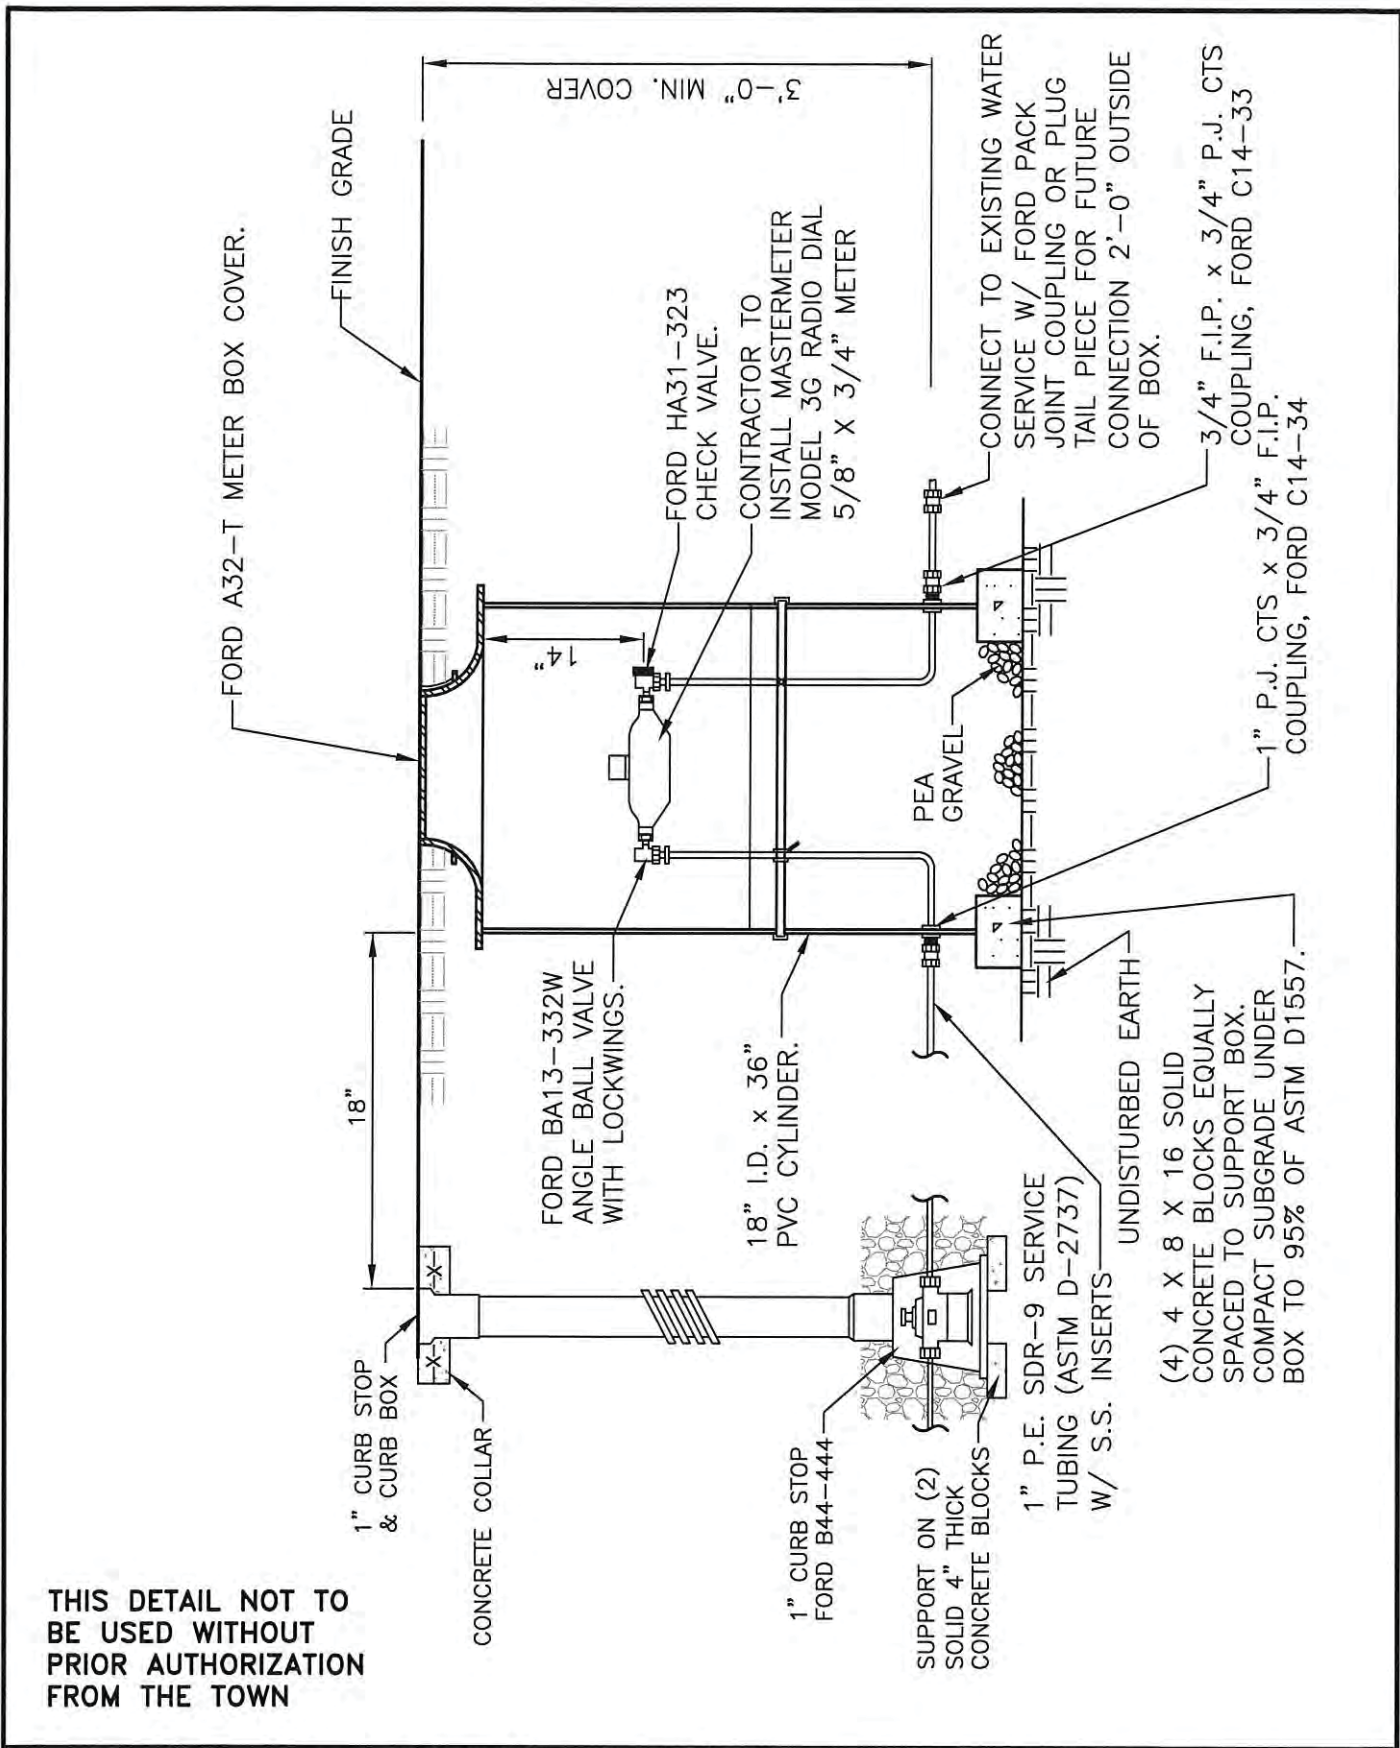 THIS DETAIL NOT TO
BE USED WITHOUT
PRIOR AUTHORIZATION
FROM THE TOWN
FORD A32-T METER BOX COVER.
FINISH GRADE
3'-0" MIN. COVER
18"
14"
1" CURB STOP
& CURB BOX
CONCRETE COLLAR
FORD BA13-332W
ANGLE BALL VALVE
WITH LOCKWINGS.
FORD HA31-323
CHECK VALVE.
CONTRACTOR TO
INSTALL MASTERMETER
MODEL 3G RADIO DIAL
5/8" X 3/4" METER
18" I.D. x 36"
PVC CYLINDER.
1" CURB STOP
FORD B44-444
SUPPORT ON (2)
SOLID 4" THICK
CONCRETE BLOCKS
PEA
GRAVEL
CONNECT TO EXISTING WATER
SERVICE W/ FORD PACK
JOINT COUPLING OR PLUG
TAIL PIECE FOR FUTURE
CONNECTION 2'-0" OUTSIDE
OF BOX.
1" P.E. SDR-9 SERVICE
TUBING (ASTM D-2737)
W/ S.S. INSERTS
UNDISTURBED EARTH
(4) 4 X 8 X 16 SOLID
CONCRETE BLOCKS EQUALLY
SPACED TO SUPPORT BOX.
COMPACT SUBGRADE UNDER
BOX TO 95% OF ASTM D1557.
3/4" F.I.P. x 3/4" P.J. CTS
COUPLING, FORD C14-33
1" P.J. CTS x 3/4" F.I.P.
COUPLING, FORD C14-34